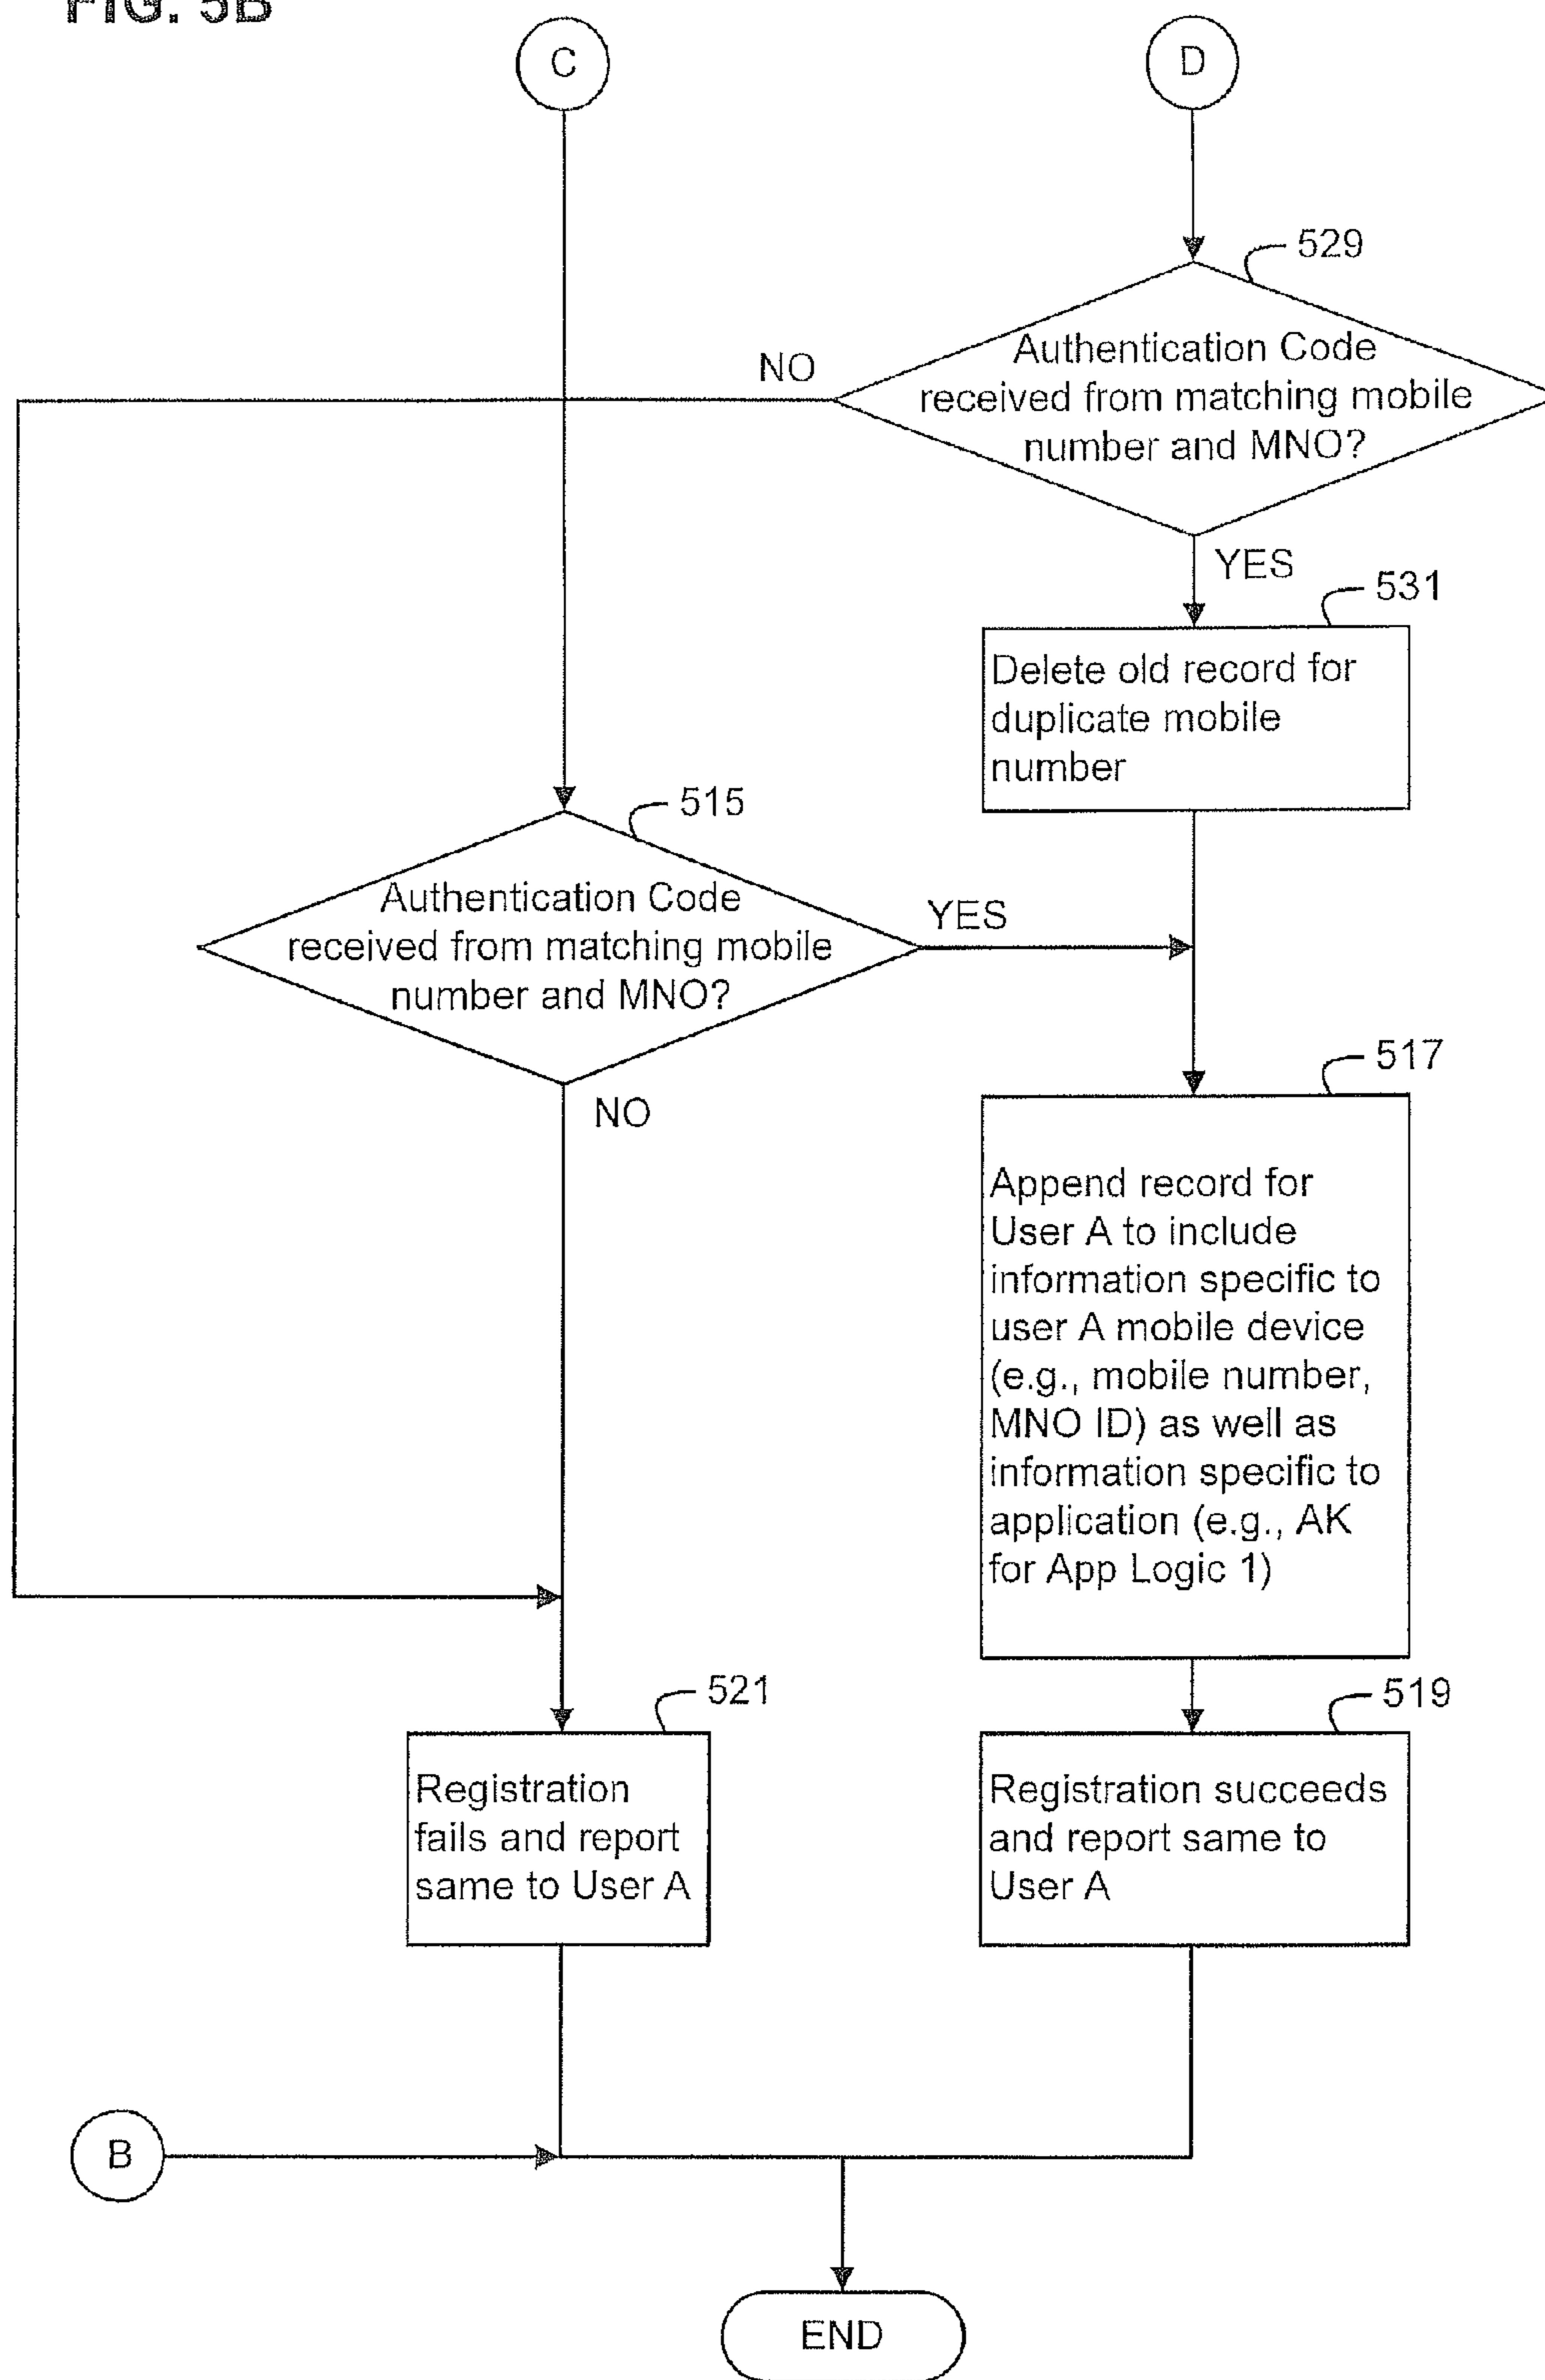 FIG. 5B
C
D
529
NO
Authentication Code
received from matching mobile
number and MNO?
YES
531
Delete old record for
duplicate mobile
number
515
Authentication Code
received from matching mobile
number and MNO?
YES
NO
517
Append record for
User A to include
information specific to
user A mobile device
(e.g., mobile number,
MNO ID) as well as
information specific to
application (e.g., AK
for App Logic 1)
521
Registration
fails and report
same to User A
519
Registration succeeds
and report same to
User A
B
END